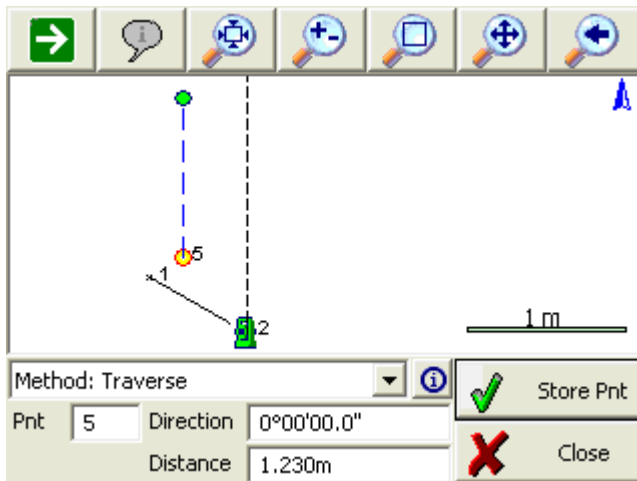 5
1
2
1 m
Method: Traverse
Store Pnt
Pnt 5 Direction 0°00'00.0"
Close
Distance 1.230m